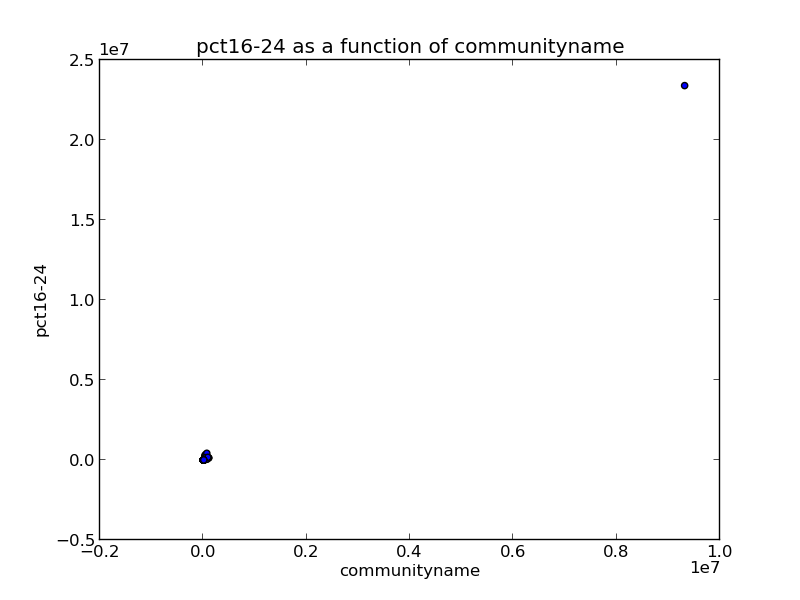 pct16-24 as a function of communityname
1e7
2.5
2.0
1.5
1.0
0.5
0.0
−0.5
pct16-24
−0.2
0.0
0.2
0.4
0.6
0.8
1.0
1e7
communityname